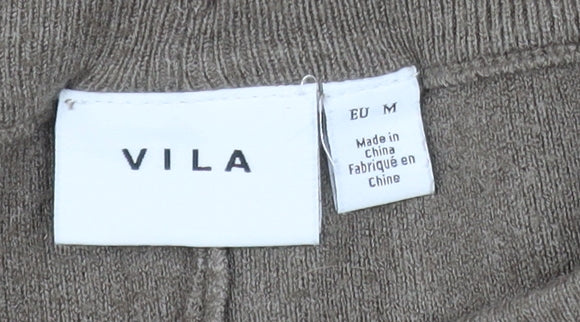 VILA
EU M
Made in
China
Fabriqué en
Chine